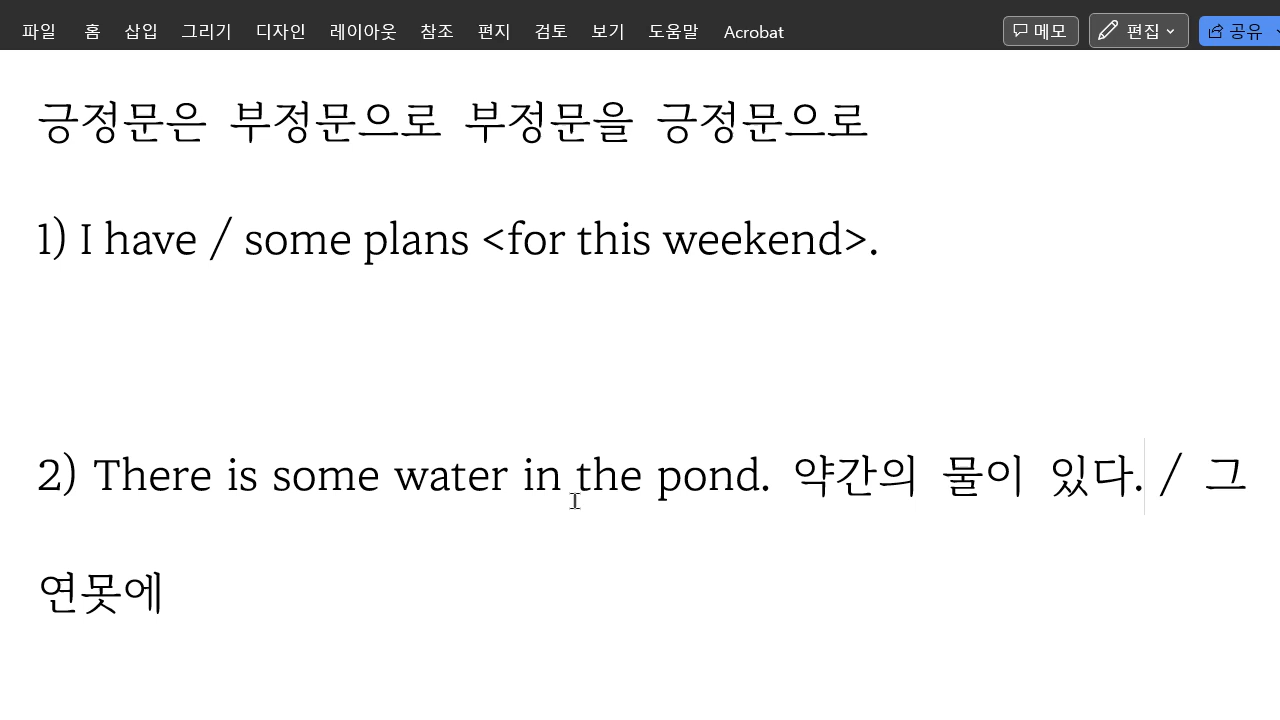 파일 홈 삽입 그리기 디자인 레이아웃 참조 편지 검토 보기 도움말 Acrobat 메모 편집 공유
긍정문은 부정문으로 부정문을 긍정문으로
1) I have / some plans <for this weekend>.
2) There is some water in the pond. 약간의 물이 있다. / 그
연못에